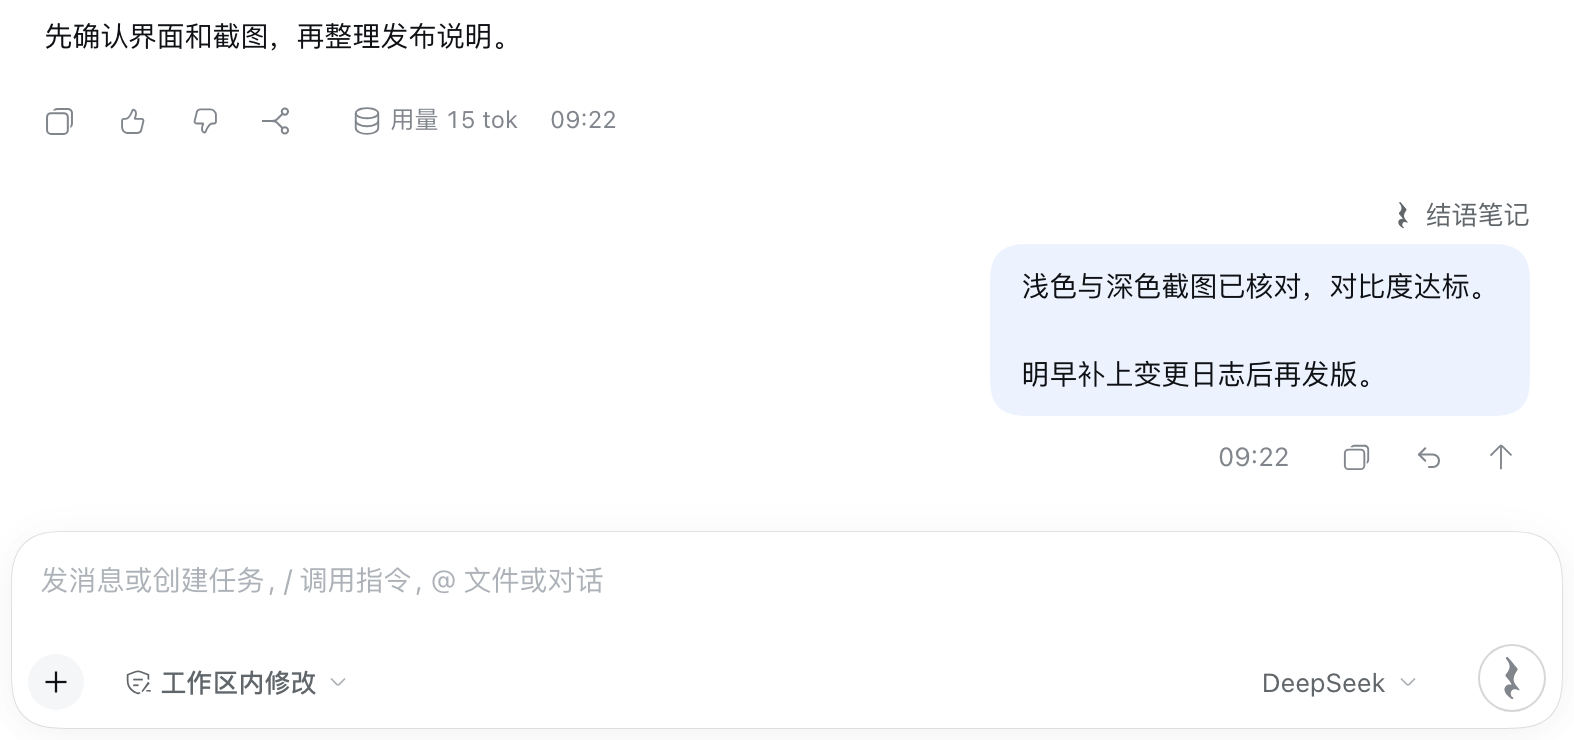 先确认界面和截图，再整理发布说明。
用量 15 tok 09:22
结语笔记
浅色与深色截图已核对，对比度达标。
明早补上变更日志后再发版。
09:22
发消息或创建任务, / 调用指令, @ 文件或对话
工作区内修改
DeepSeek